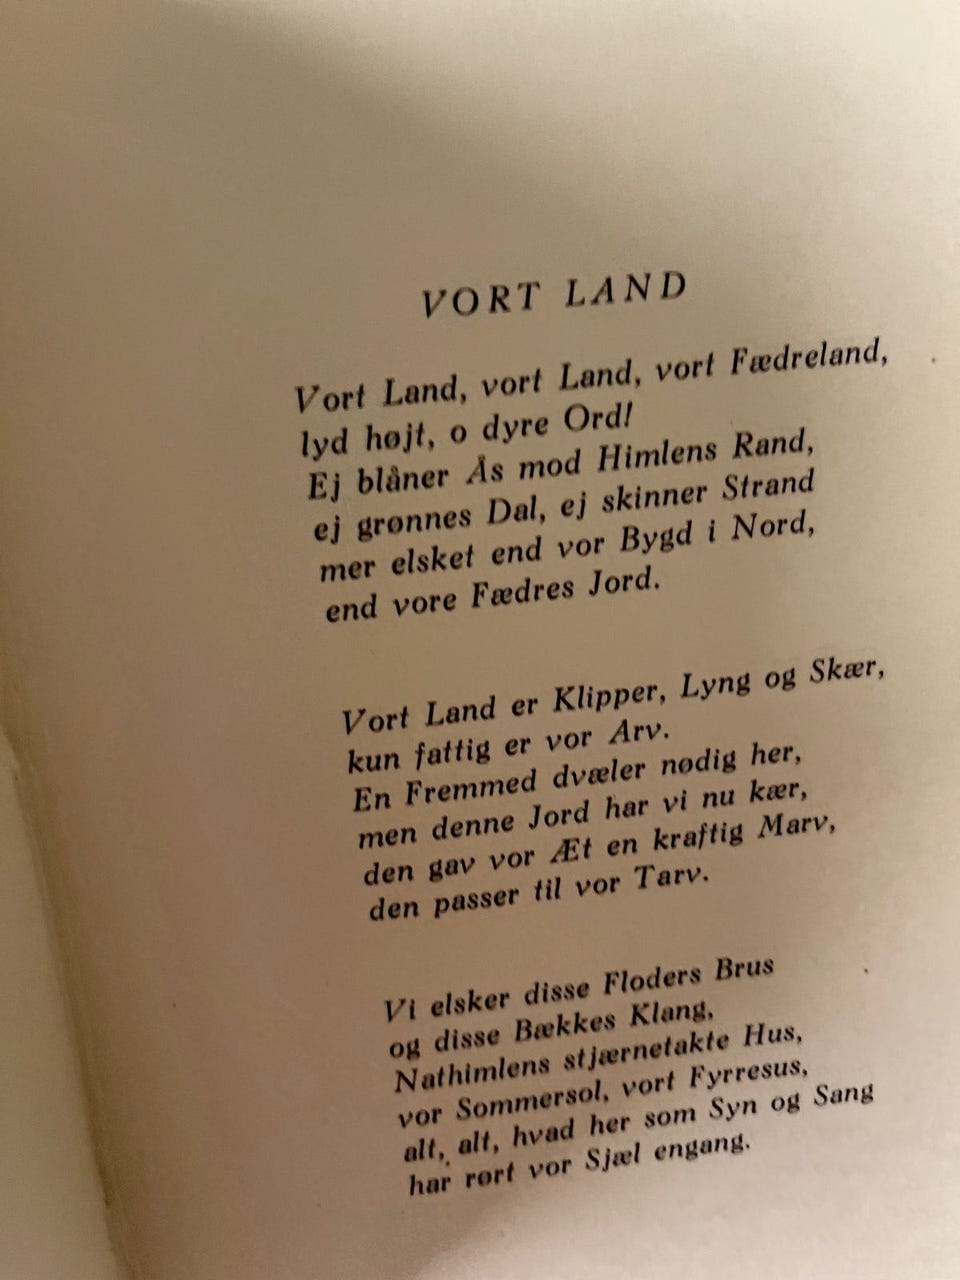 VORT LAND
Vort Land, vort Land, vort Fædreland,
lyd højt, o dyre Ord!
Ej blåner Ås mod Himlens Rand,
ej grønnes Dal, ej skinner Strand
mer elsket end vor Bygd i Nord,
end vore Fædres Jord.
Vort Land er Klipper, Lyng og Skær,
kun fattig er vor Arv.
En Fremmed dvæler nødig her,
men denne Jord har vi nu kær,
den gav vor Æt en kraftig Marv,
den passer til vor Tarv.
Vi elsker disse Floders Brus
og disse Bækkes Klang,
Nathimlens stjærnetakte Hus,
vor Sommersol, vort Fyrresus,
alt, alt, hvad her som Syn og Sang
har rørt vor Sjæl engang.